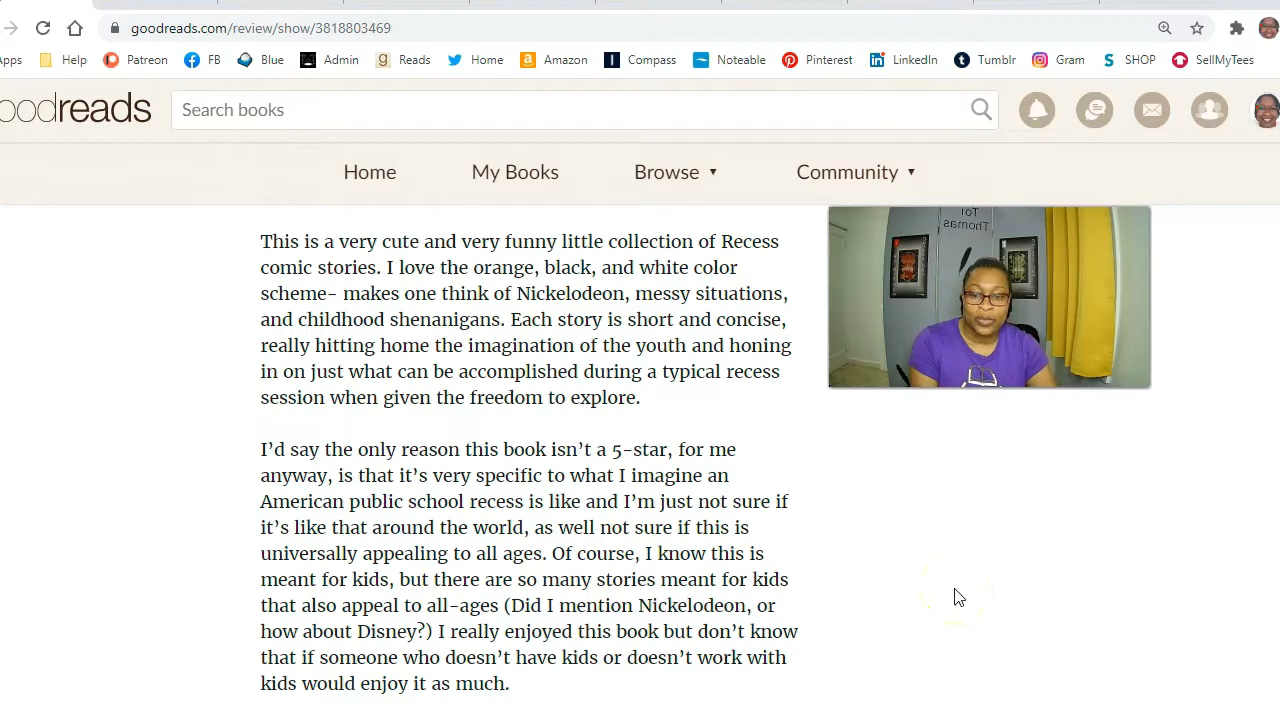 goodreads.com/review/show/3818803469
pps Help Patreon FB Blue Admin Reads Home Amazon Compass Noteable Pinterest LinkedIn Tumblr Gram SHOP SellMyTees
oodreads Search books
Home My Books Browse Community
This is a very cute and very funny little collection of Recess
comic stories. I love the orange, black, and white color
scheme- makes one think of Nickelodeon, messy situations,
and childhood shenanigans. Each story is short and concise,
really hitting home the imagination of the youth and honing
in on just what can be accomplished during a typical recess
session when given the freedom to explore.
I’d say the only reason this book isn’t a 5-star, for me
anyway, is that it’s very specific to what I imagine an
American public school recess is like and I’m just not sure if
it’s like that around the world, as well not sure if this is
universally appealing to all ages. Of course, I know this is
meant for kids, but there are so many stories meant for kids
that also appeal to all-ages (Did I mention Nickelodeon, or
how about Disney?) I really enjoyed this book but don’t know
that if someone who doesn’t have kids or doesn’t work with
kids would enjoy it as much.
Tor
Thomas